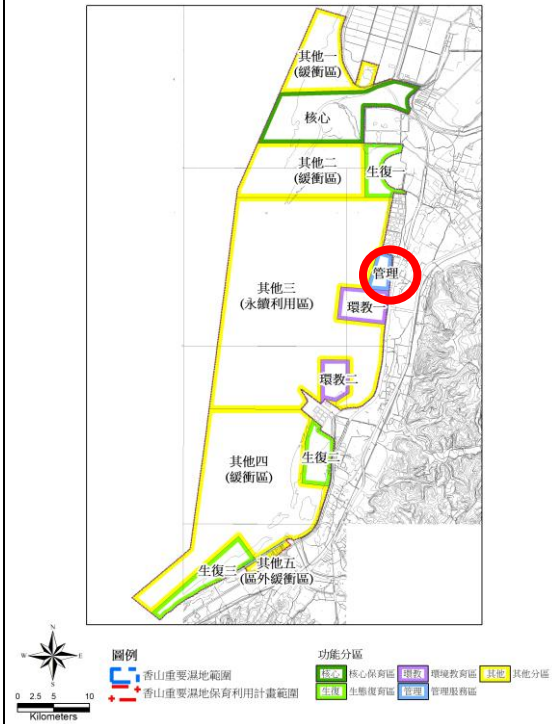 其他一
(緩衝區)
核心
其他二
(緩衝區)
生復一
管理
其他三
(永續利用區)
環教一
環教二
生復二
其他四
(緩衝區)
其他五
(區外緩衝區)
生復三
N
W
E
S
圖例
香山重要濕地範圍
香山重要濕地保育利用計畫範圍
0 2.5 5 10
Kilometers
功能分區
核心 核心保育區 環教 環境教育區 其他 其他分區
生復 生態復育區 管理 管理服務區